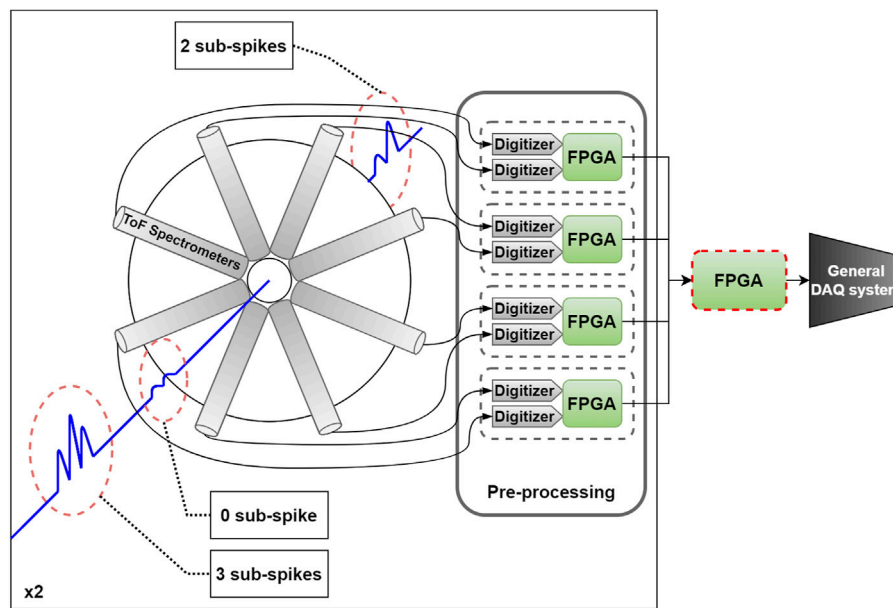 2 sub-spikes
ToF Spectrometers
Digitizer
Digitizer
FPGA
Digitizer
Digitizer
FPGA
Digitizer
Digitizer
FPGA
Digitizer
Digitizer
FPGA
Pre-processing
FPGA
General
DAQ system
0 sub-spike
3 sub-spikes
x2